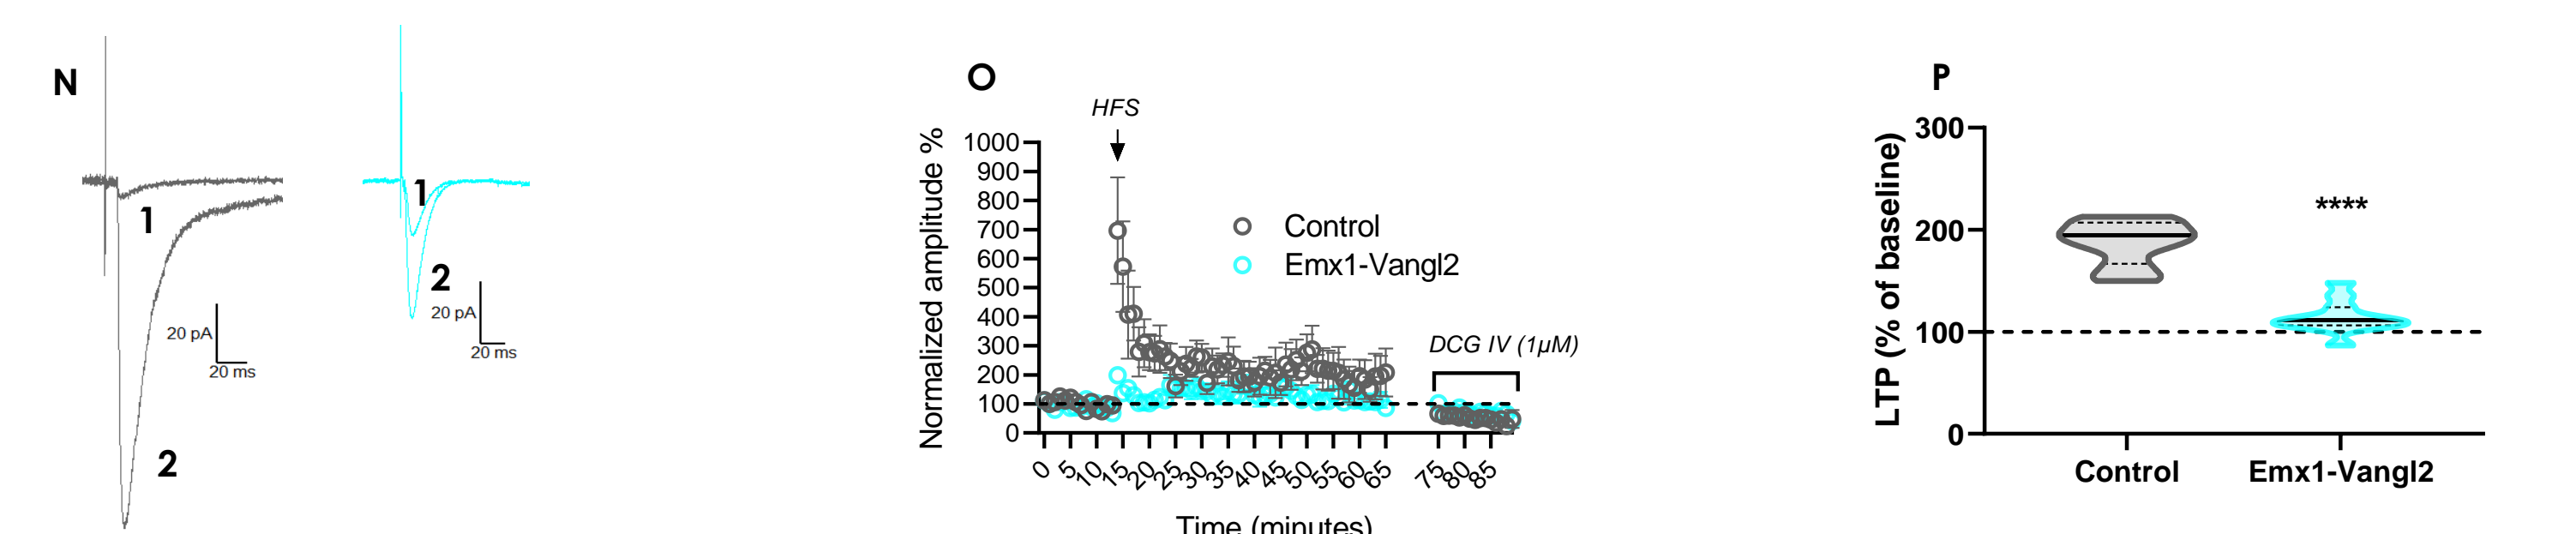 N
1
2
20 pA
20 ms
1
2
20 pA
20 ms
O
HFS
Normalized amplitude %
1000
900
800
700
600
500
400
300
200
100
0
Control
Emx1-Vangl2
DCG IV (1µM)
0 5 10 15 20 25 30 35 40 45 50 55 60 65 75 80 85
Time (minutes)
P
LTP (% of baseline)
300
200
100
0
****
Control Emx1-Vangl2